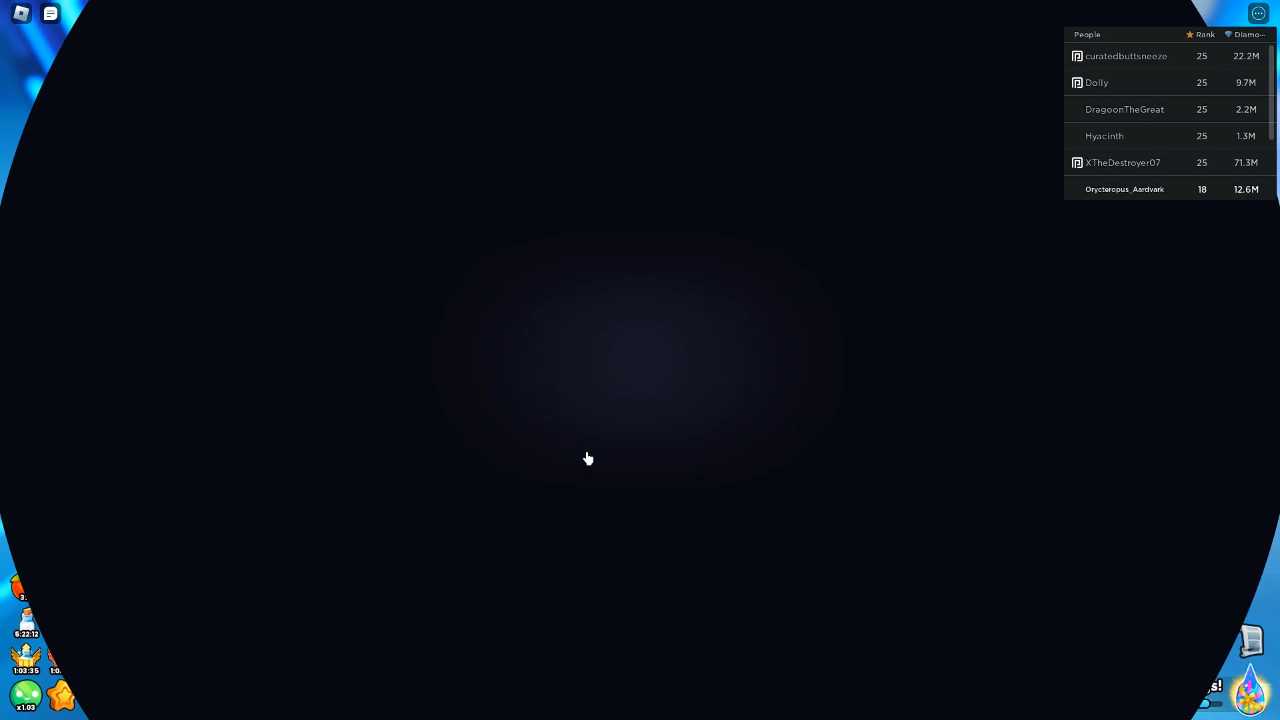 People Rank Diamo···
curatedbuttsneeze 25 22.2M
Dolly 25 9.7M
DragoonTheGreat 25 2.2M
Hyacinth 25 1.3M
XTheDestroyer07 25 71.3M
Orycteropus_Aardvark 18 12.6M
5:22:12
1:03:35
x1.03